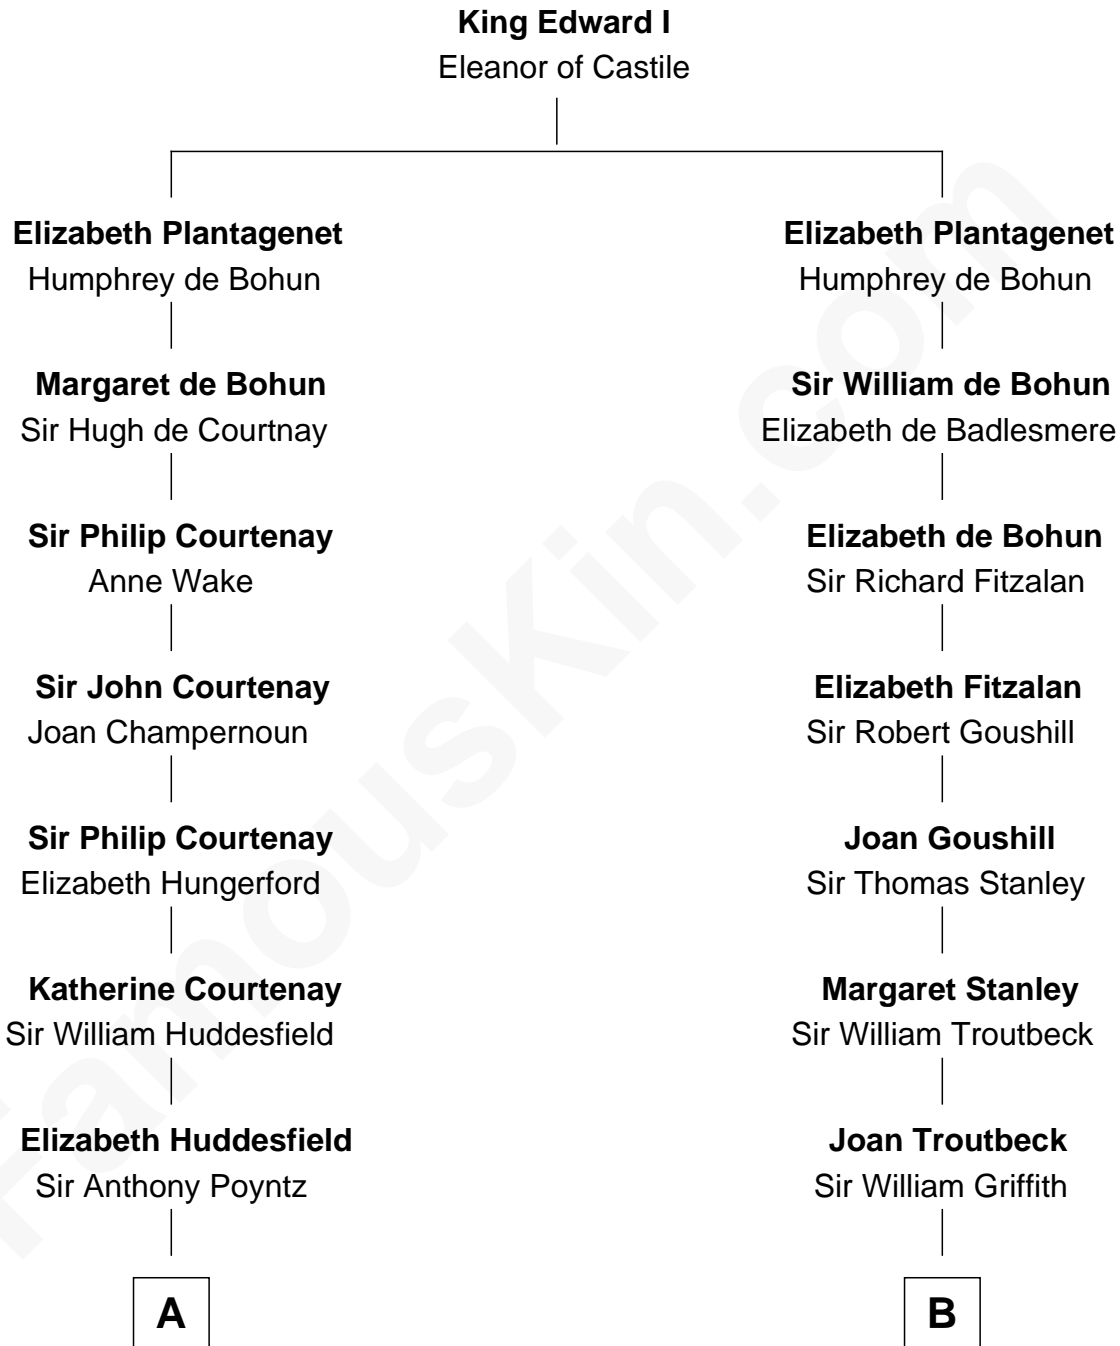 King Edward I
Eleanor of Castile
Elizabeth Plantagenet
Humphrey de Bohun
Margaret de Bohun
Sir Hugh de Courtnay
Sir Philip Courtenay
Anne Wake
Sir John Courtenay
Joan Champernoun
Sir Philip Courtenay
Elizabeth Hungerford
Katherine Courtenay
Sir William Huddesfield
Elizabeth Huddesfield
Sir Anthony Poyntz
A
Elizabeth Plantagenet
Humphrey de Bohun
Sir William de Bohun
Elizabeth de Badlesmere
Elizabeth de Bohun
Sir Richard Fitzalan
Elizabeth Fitzalan
Sir Robert Goushill
Joan Goushill
Sir Thomas Stanley
Margaret Stanley
Sir William Troutbeck
Joan Troutbeck
Sir William Griffith
B
FamousKin.com